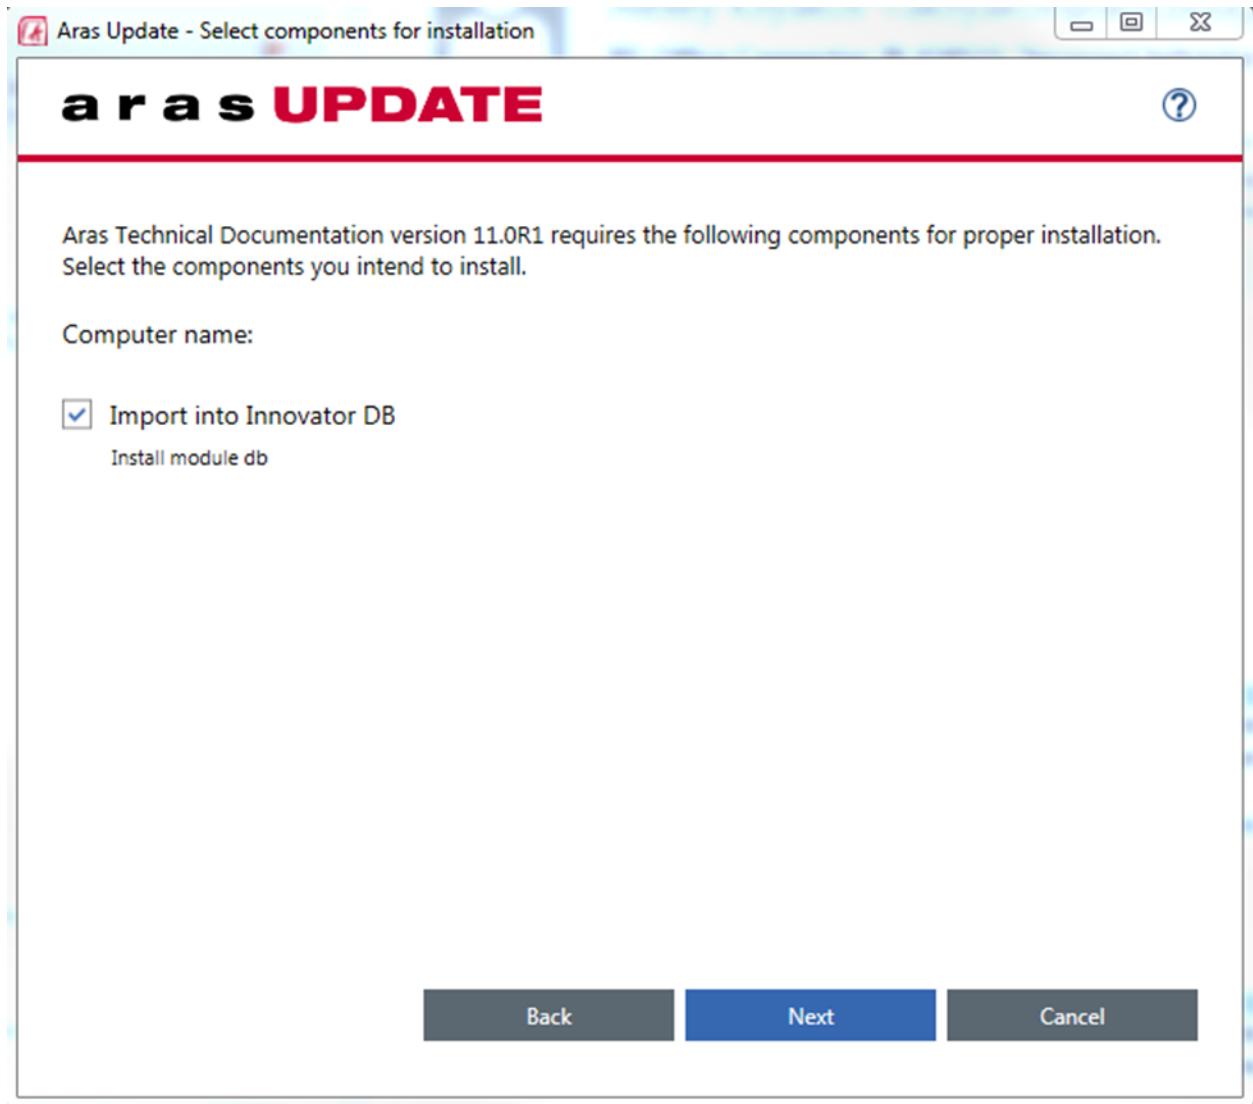 Aras Update - Select components for installation
aras UPDATE
?
Aras Technical Documentation version 11.0R1 requires the following components for proper installation.
Select the components you intend to install.
Computer name:
Import into Innovator DB
Install module db
Back Next Cancel